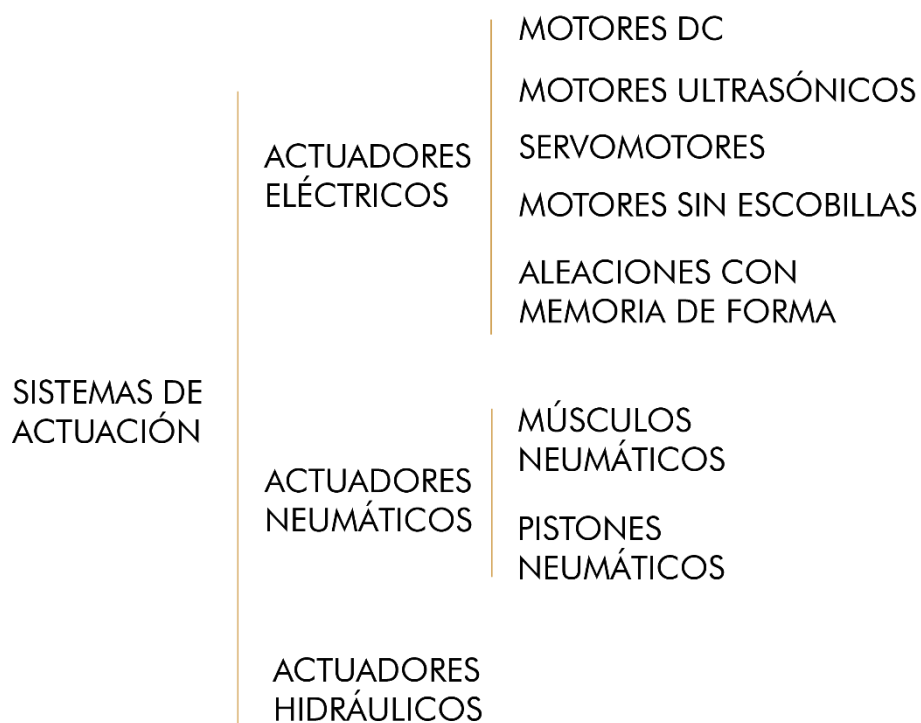 MOTORES DC
MOTORES ULTRASÓNICOS
ACTUADORES
ELÉCTRICOS
SERVOMOTORES
MOTORES SIN ESCOBILLAS
ALEACIONES CON
MEMORIA DE FORMA
SISTEMAS DE
ACTUACIÓN
MÚSCULOS
NEUMÁTICOS
ACTUADORES
NEUMÁTICOS
PISTONES
NEUMÁTICOS
ACTUADORES
HIDRÁULICOS